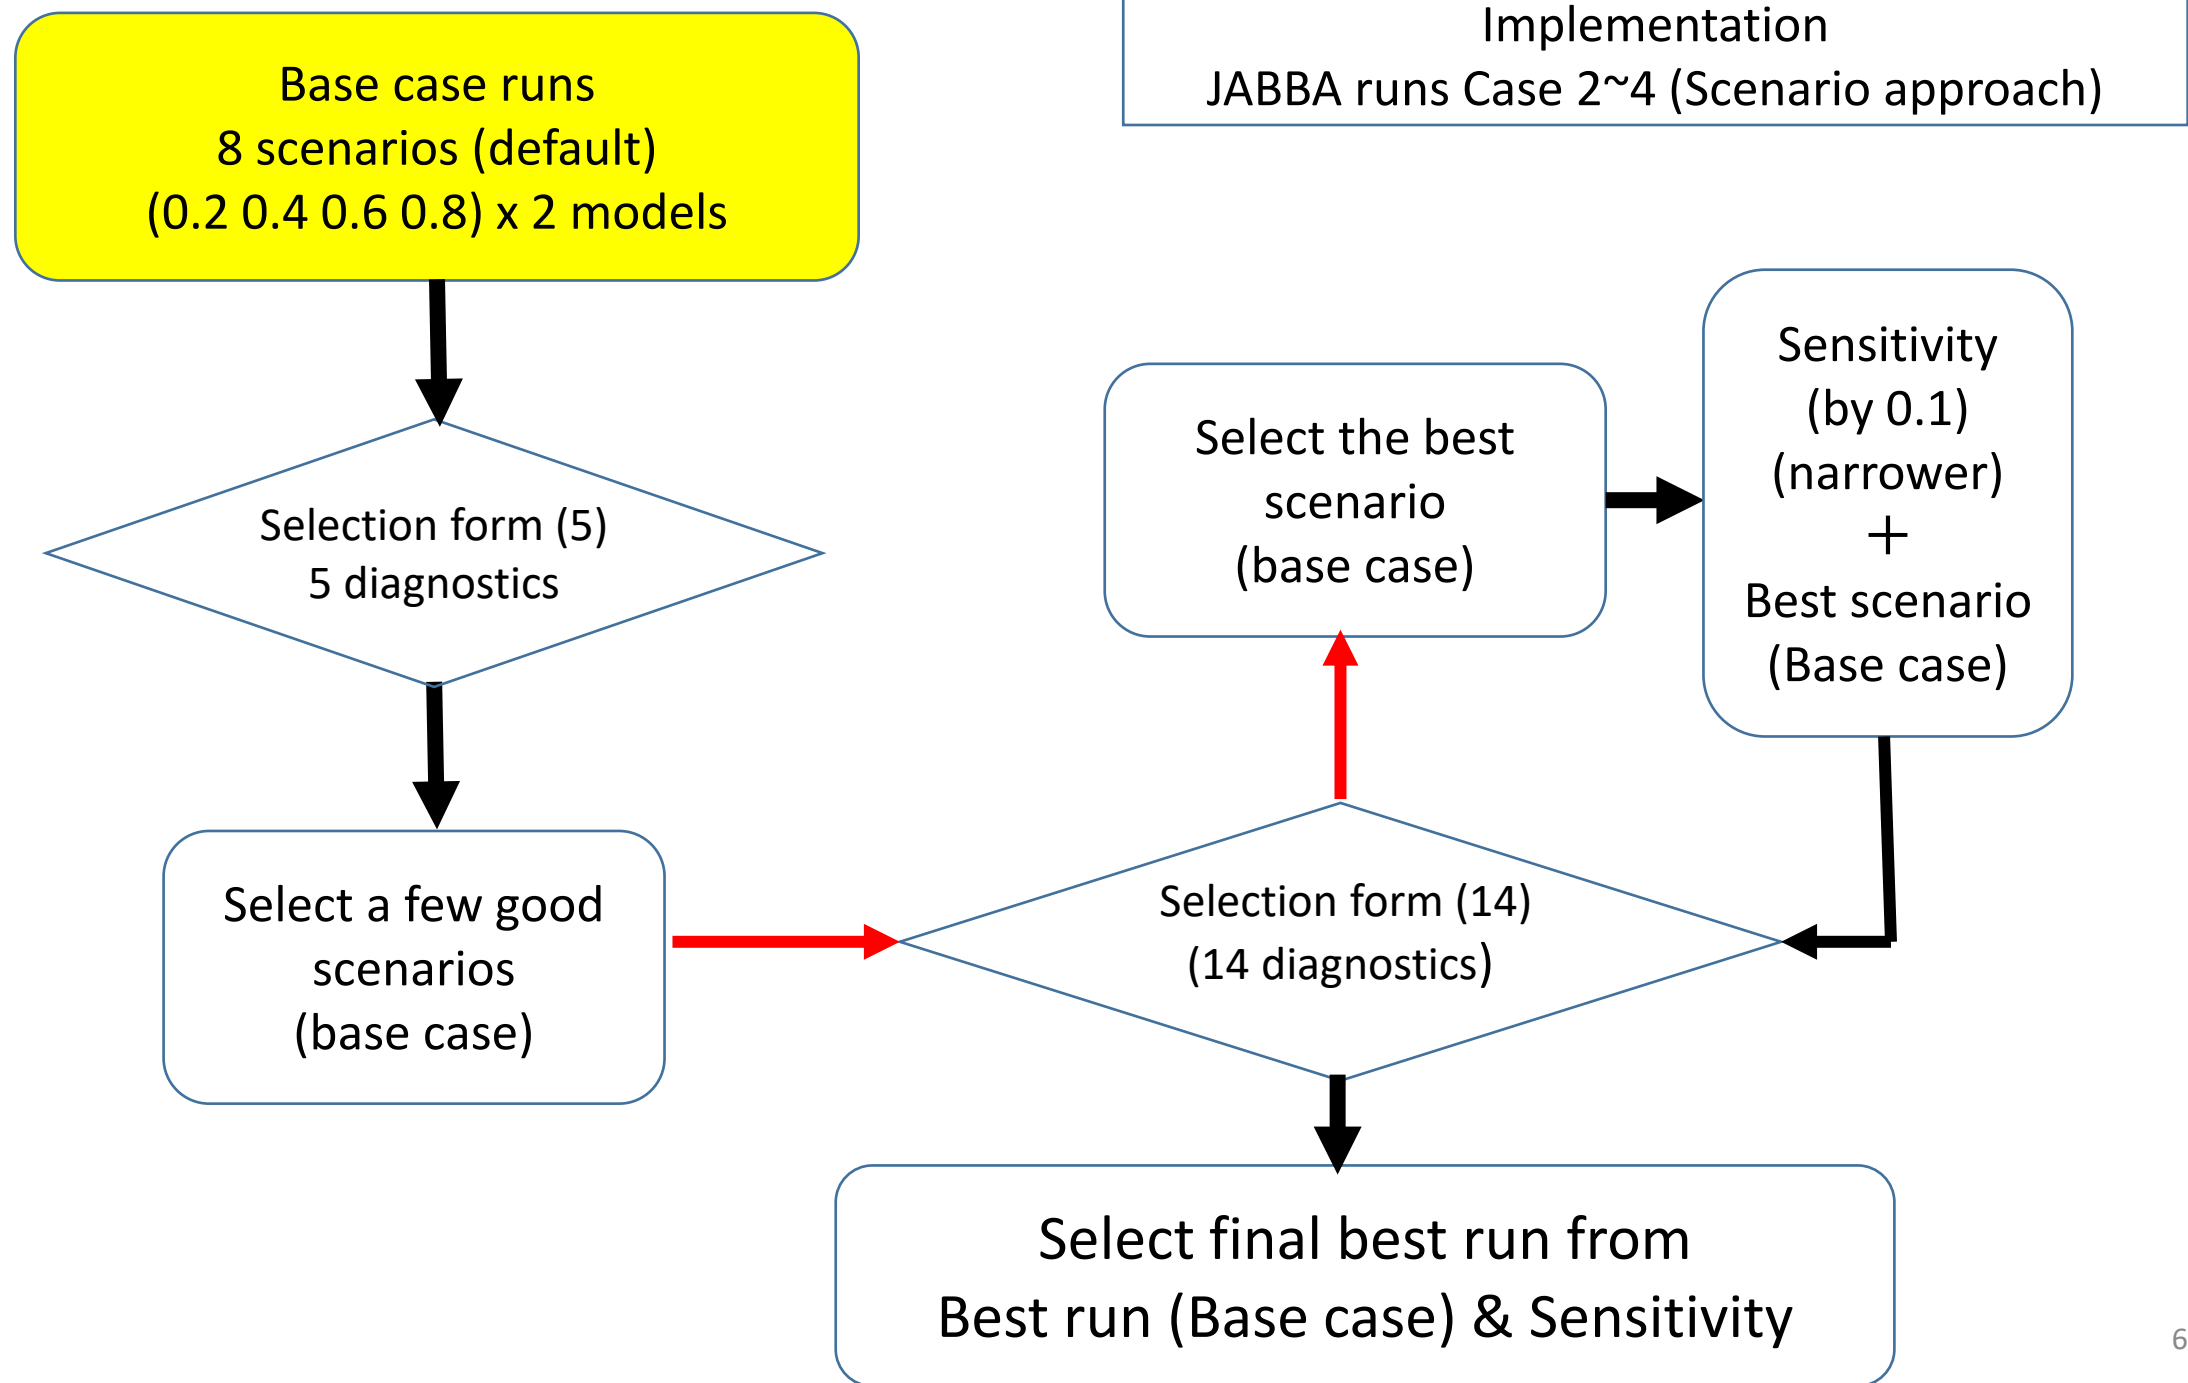 Implementation
JABBA runs Case 2~4 (Scenario approach)
Base case runs
8 scenarios (default)
(0.2 0.4 0.6 0.8) x 2 models
Selection form (5)
5 diagnostics
Select a few good
scenarios
(base case)
Select the best
scenario
(base case)
Sensitivity
(by 0.1)
(narrower)
+
Best scenario
(Base case)
Selection form (14)
(14 diagnostics)
Select final best run from
Best run (Base case) & Sensitivity
6